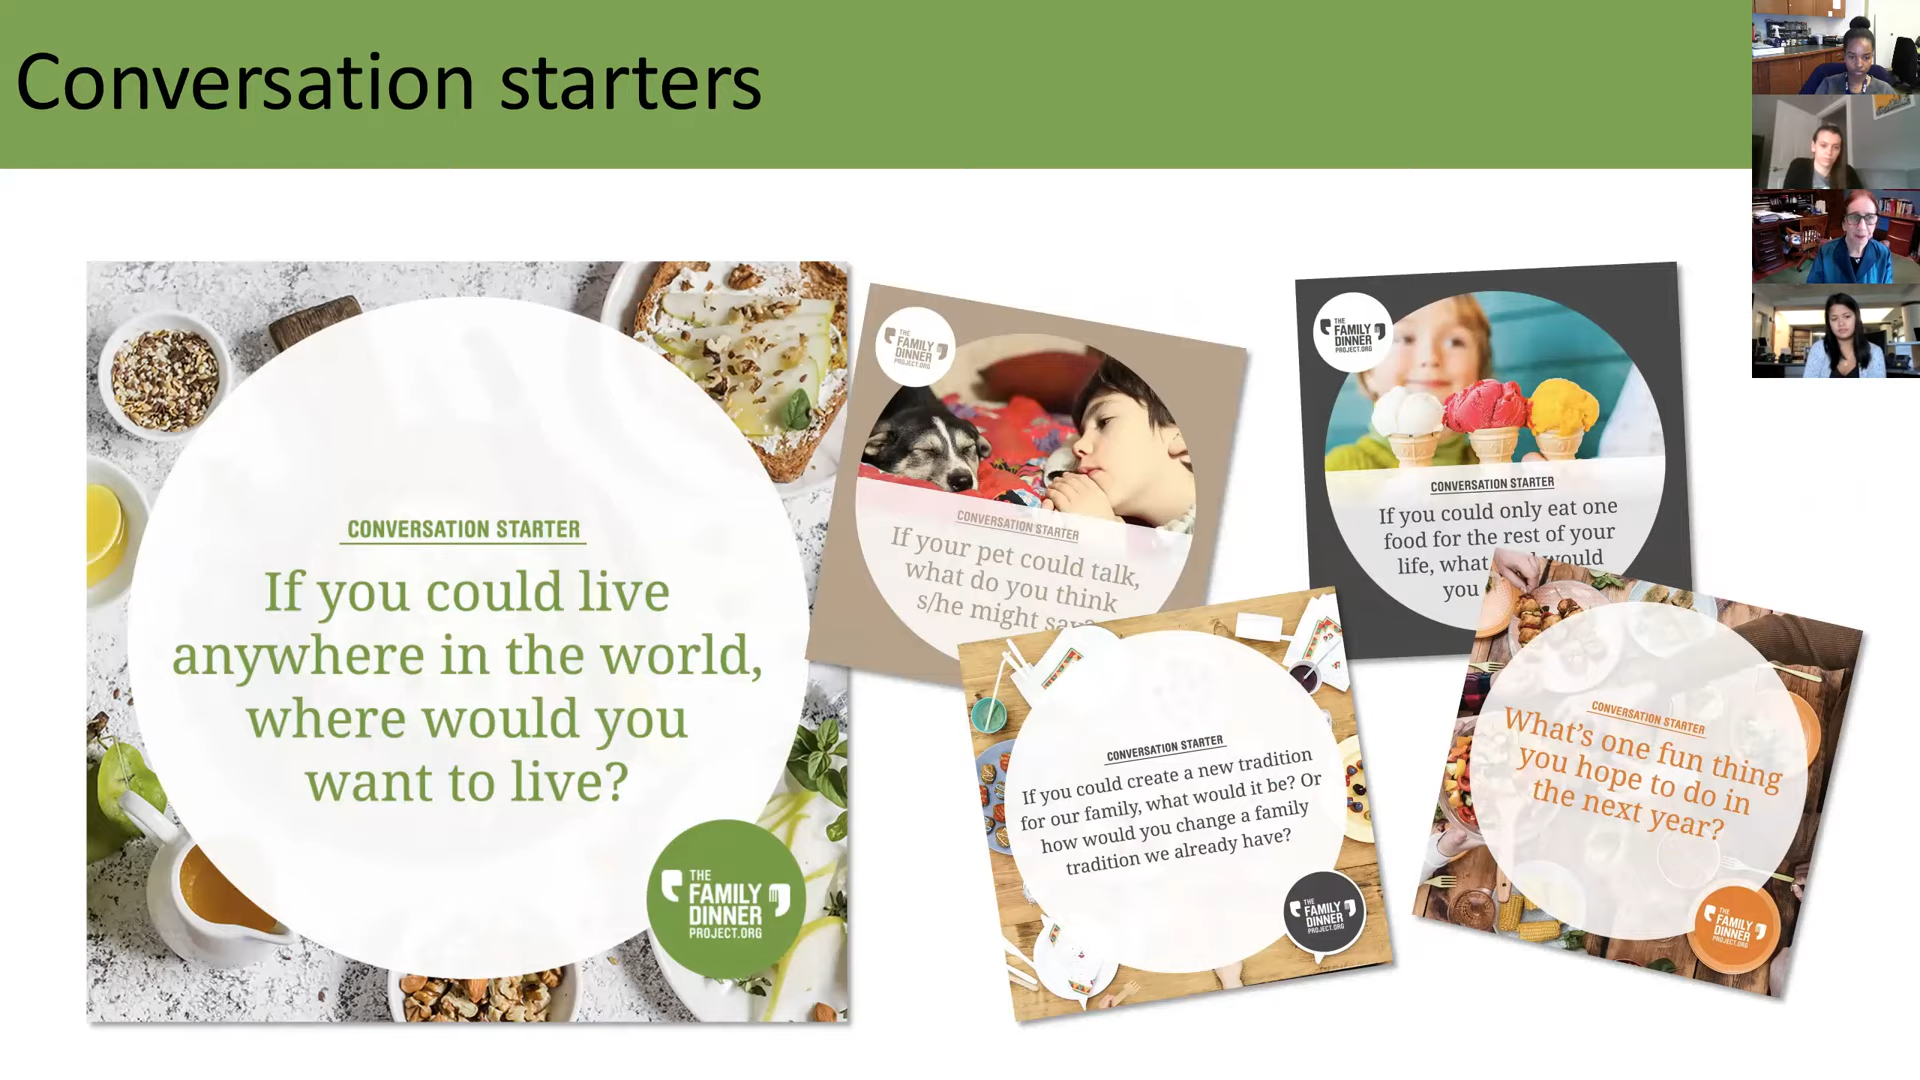 Conversation starters
CONVERSATION STARTER
If you could live
anywhere in the world,
where would you
want to live?
THE
FAMILY
DINNER
PROJECT.ORG
THE
FAMILY
DINNER
PROJECT.ORG
CONVERSATION STARTER
If your pet could talk,
what do you think
s/he might say?
THE
FAMILY
DINNER
PROJECT.ORG
CONVERSATION STARTER
If you could only eat one
food for the rest of your
life, what would
you
CONVERSATION STARTER
If you could create a new tradition
for our family, what would it be? Or
how would you change a family
tradition we already have?
THE
FAMILY
DINNER
PROJECT.ORG
CONVERSATION STARTER
What's one fun thing
you hope to do in
the next year?
THE
FAMILY
DINNER
PROJECT.ORG